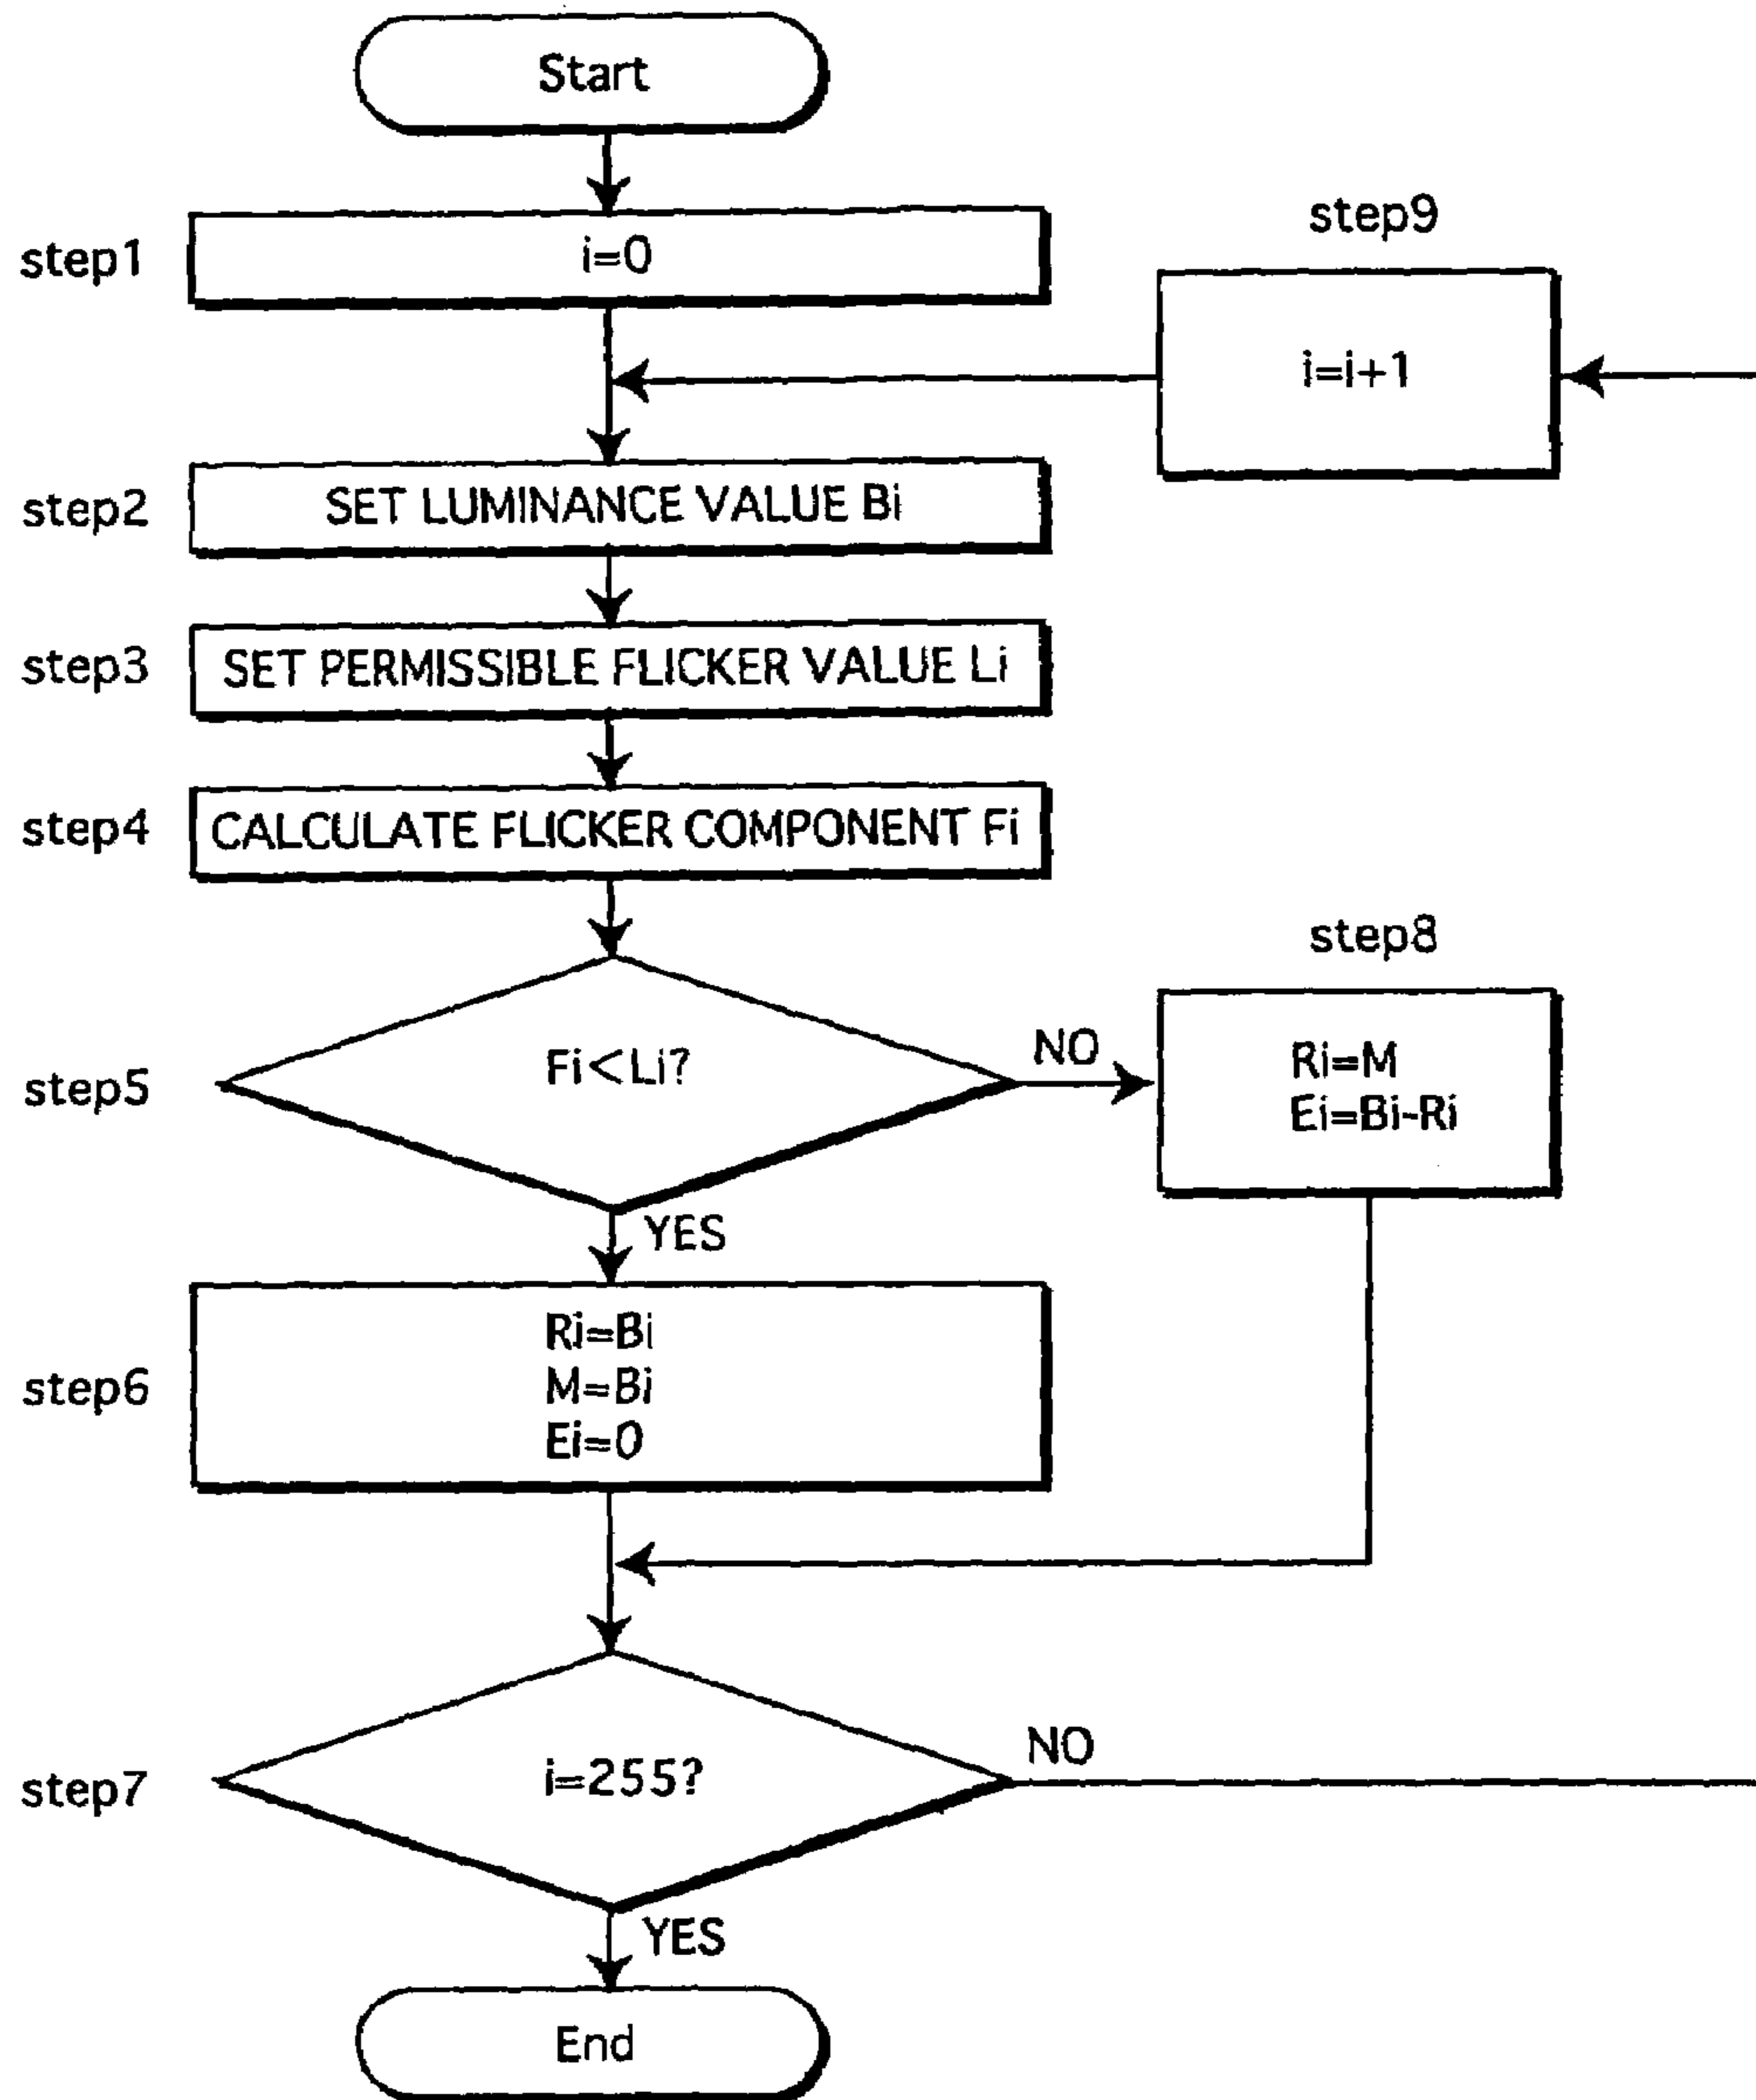 Start
step1
i=0
step9
i=i+1
step2
SET LUMINANCE VALUE Bi
step3
SET PERMISSIBLE FLICKER VALUE Li
step4
CALCULATE FLICKER COMPONENT Fi
step5
Fi<Li?
NO
step8
Ri=M
Ei=Bi-Ri
YES
step6
Ri=Bi
M=Bi
Ei=0
step7
i=255?
NO
YES
End